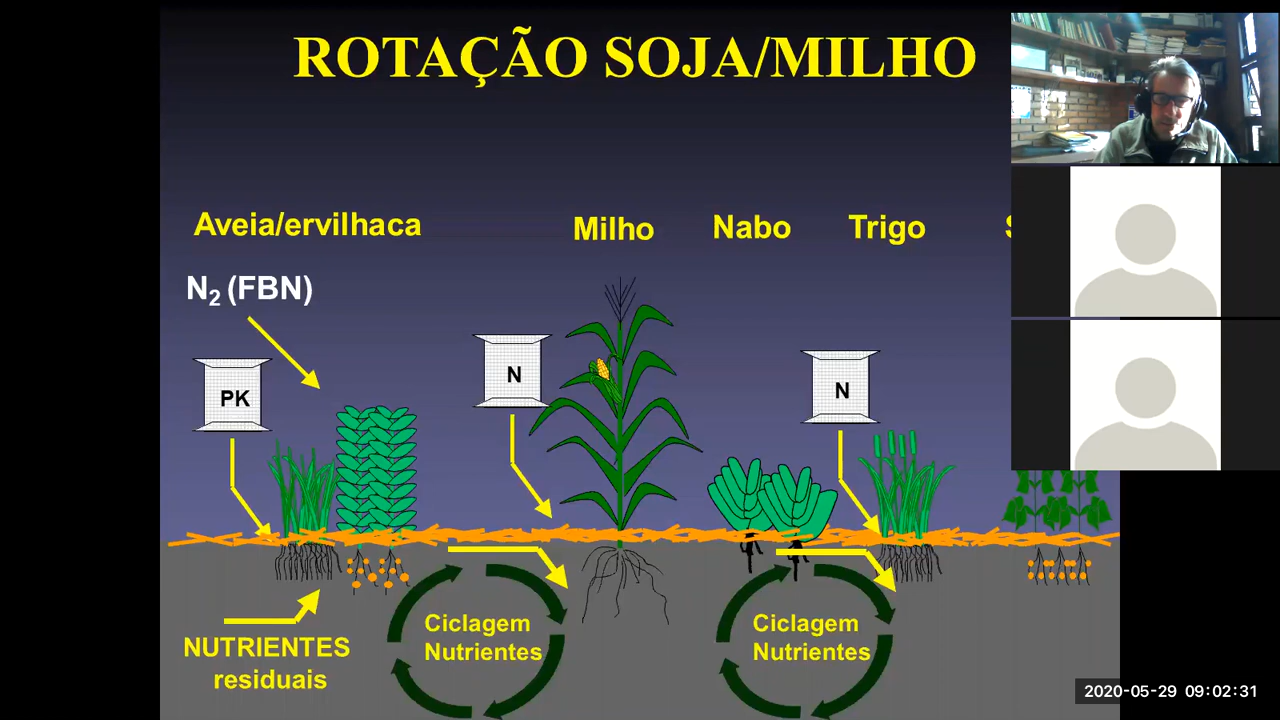 ROTAÇÃO SOJA/MILHO
Aveia/ervilhaca
Milho
Nabo
Trigo
N2 (FBN)
PK
N
N
Ciclagem
Nutrientes
Ciclagem
Nutrientes
NUTRIENTES
residuais
2020-05-29 09:02:31